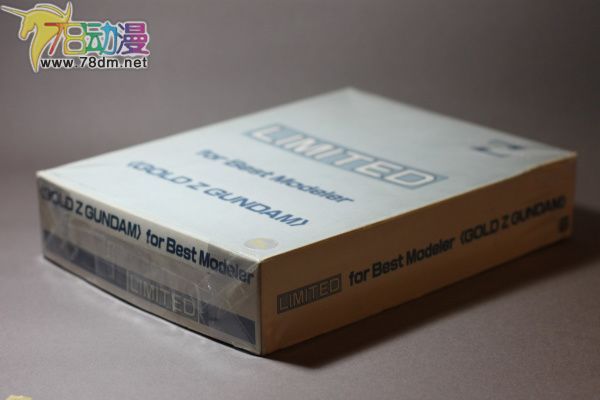 78动漫
www.78dm.net
LIMITED
for Best Modeler
(GOLD Z GUNDAM)
(GOLD Z GUNDAM) for Best Modeler
LIMITED
LIMITED for Best Modeler (GOLD Z GUNDAM)